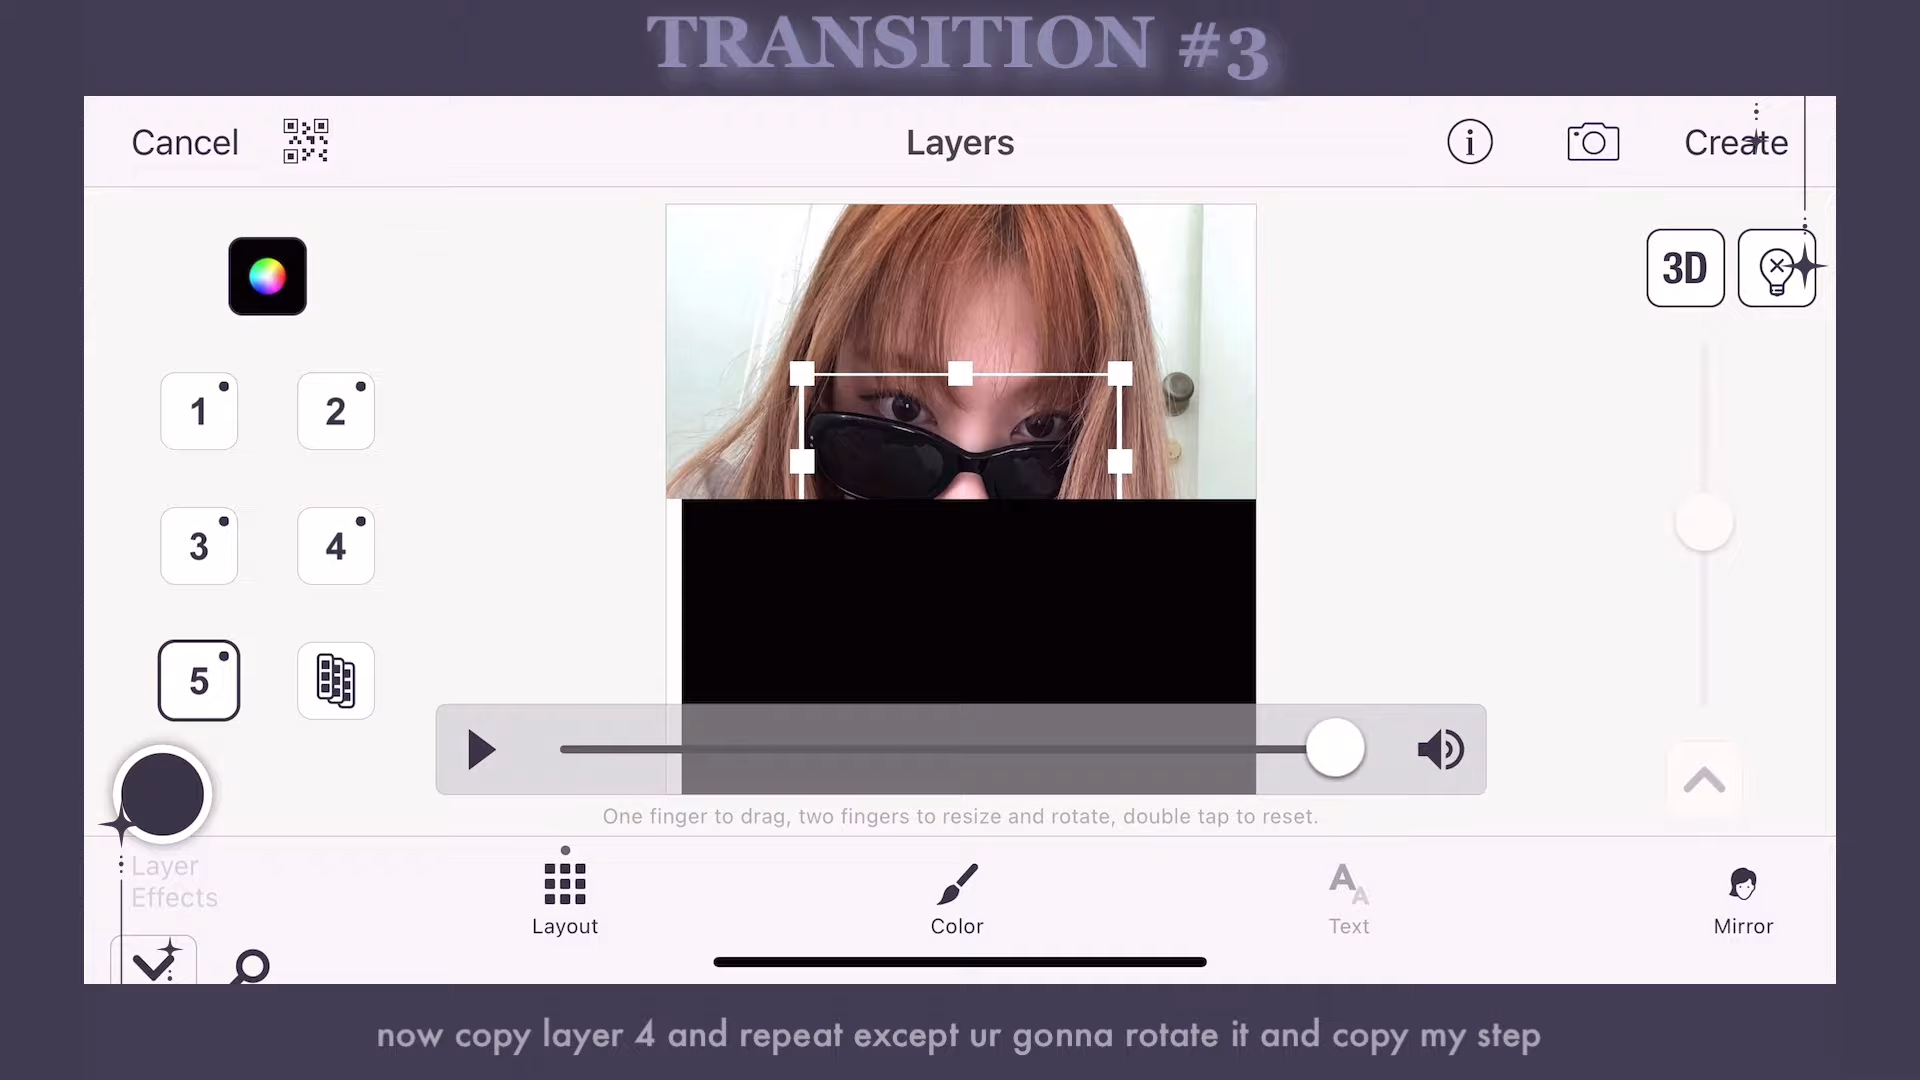 TRANSITION #3
Cancel
Layers
Create
3D
1
2
3
4
5
One finger to drag, two fingers to resize and rotate, double tap to reset.
Layer
Effects
Layout
Color
Text
Mirror
now copy layer 4 and repeat except ur gonna rotate it and copy my step